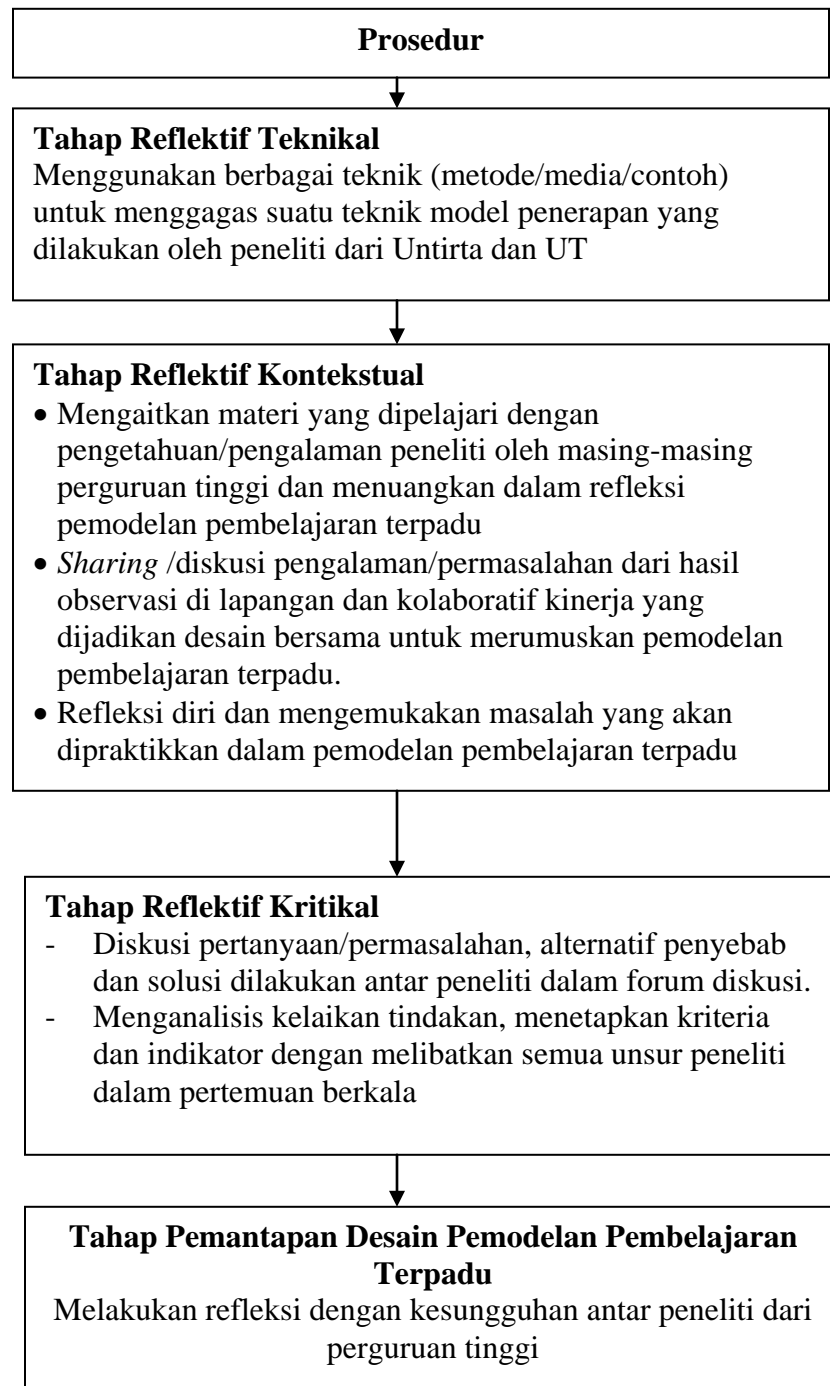 Prosedur
Tahap Reflektif Teknikal
Menggunakan berbagai teknik (metode/media/contoh)
untuk menggagas suatu teknik model penerapan yang
dilakukan oleh peneliti dari Untirta dan UT
Tahap Reflektif Kontekstual
• Mengaitkan materi yang dipelajari dengan
pengetahuan/pengalaman peneliti oleh masing-masing
perguruan tinggi dan menuangkan dalam refleksi
pemodelan pembelajaran terpadu
• Sharing /diskusi pengalaman/permasalahan dari hasil
observasi di lapangan dan kolaboratif kinerja yang
dijadikan desain bersama untuk merumuskan pemodelan
pembelajaran terpadu.
• Refleksi diri dan mengemukakan masalah yang akan
dipraktikkan dalam pemodelan pembelajaran terpadu
Tahap Reflektif Kritikal
- Diskusi pertanyaan/permasalahan, alternatif penyebab
dan solusi dilakukan antar peneliti dalam forum diskusi.
- Menganalisis kelaikan tindakan, menetapkan kriteria
dan indikator dengan melibatkan semua unsur peneliti
dalam pertemuan berkala
Tahap Pemantapan Desain Pemodelan Pembelajaran
Terpadu
Melakukan refleksi dengan kesungguhan antar peneliti dari
perguruan tinggi